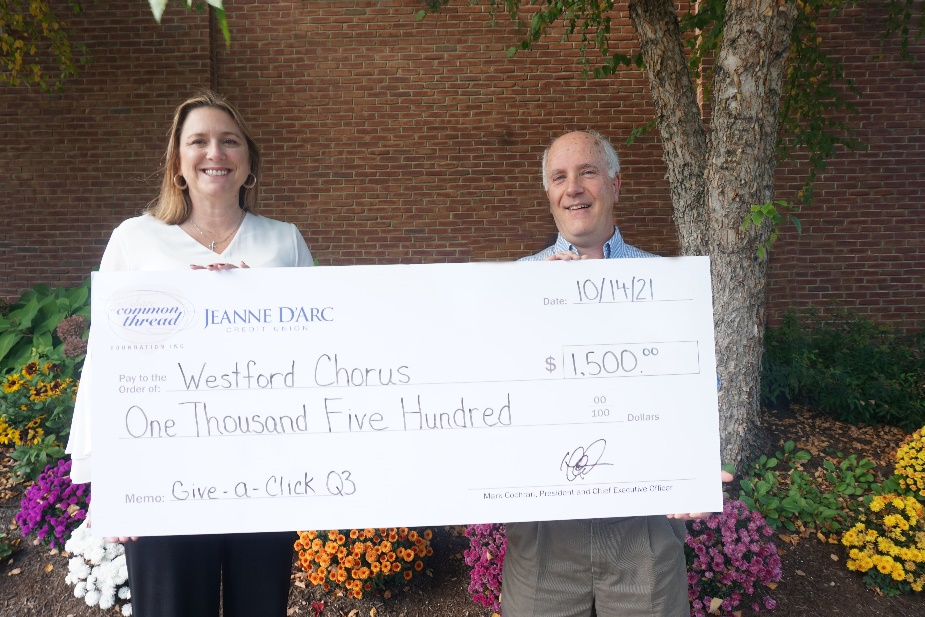 common
thread
FOUNDATION INC
JEANNE D'ARC
CREDIT UNION
Date: 10/14/21
Pay to the
Order of: Westford Chorus $ 1,500.00
One Thousand Five Hundred 00
100 Dollars
Memo: Give-a-Click Q3
Mark Cochran, President and Chief Executive Officer